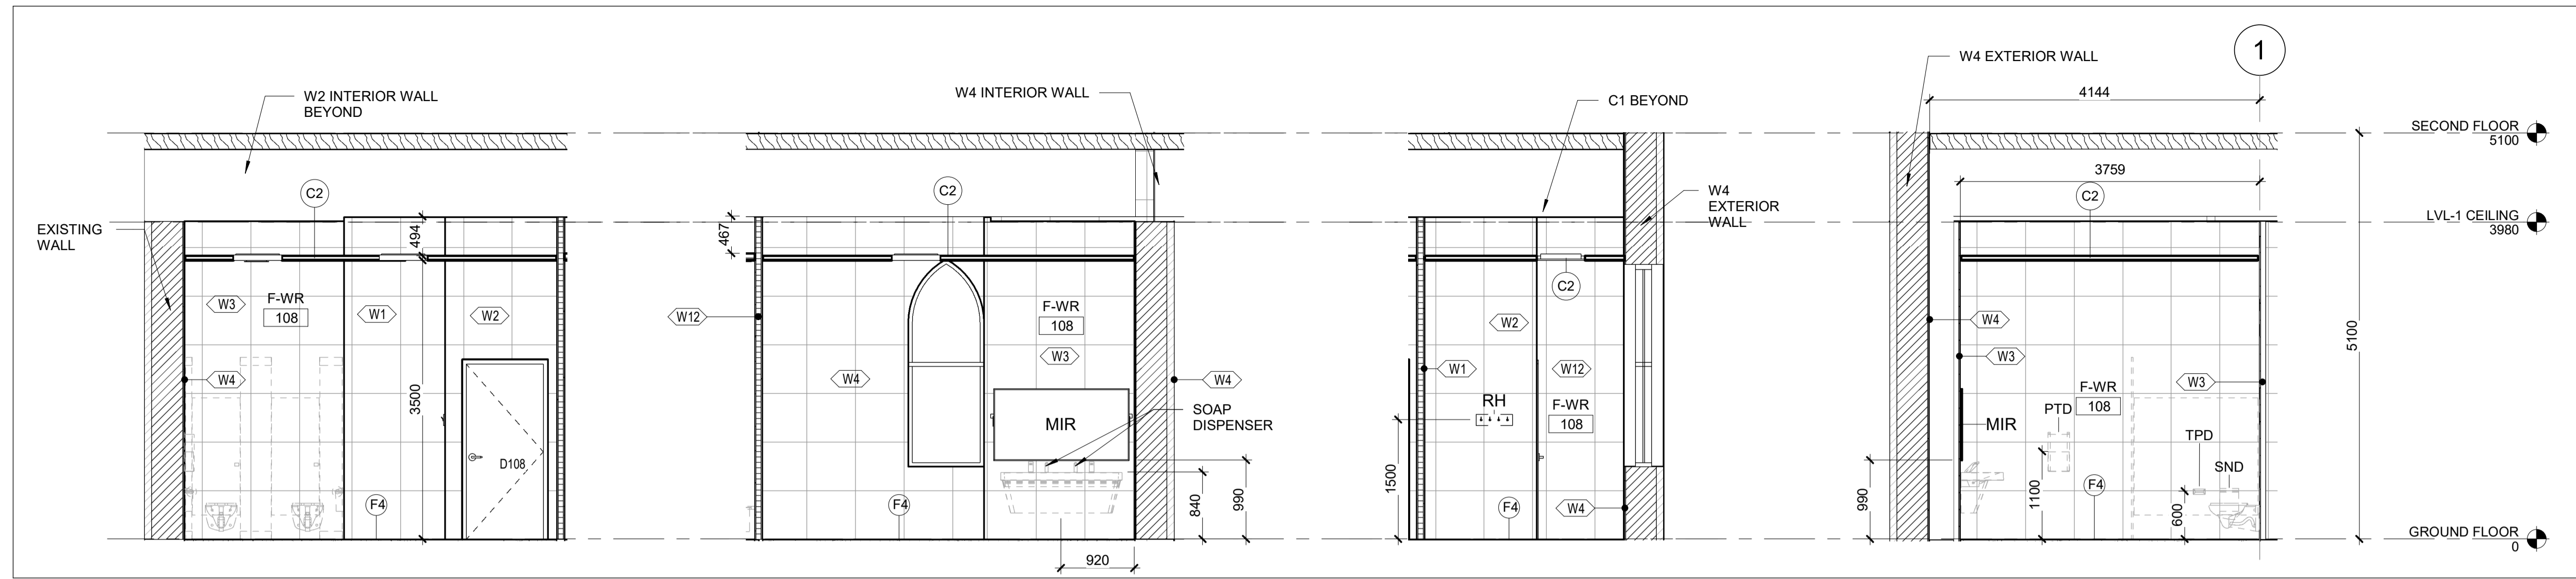 W2 INTERIOR WALL
BEYOND
C2
EXISTING
WALL
494
W3
F-WR
108
W1
W2
W4
3500
D108
F4
W4 INTERIOR WALL
C2
467
W12
F-WR
108
W3
W4
MIR
W4
SOAP
DISPENSER
F4
840
990
920
C1 BEYOND
W4
EXTERIOR
WALL
C2
W2
W1
W12
RH
F-WR
108
1500
F4
W4
W4 EXTERIOR WALL
1
4144
3759
C2
W4
W3
F-WR
108
W3
MIR
PTD
TPD
SND
990
1100
F4
600
SECOND FLOOR
5100
LVL-1 CEILING
3980
5100
GROUND FLOOR
0